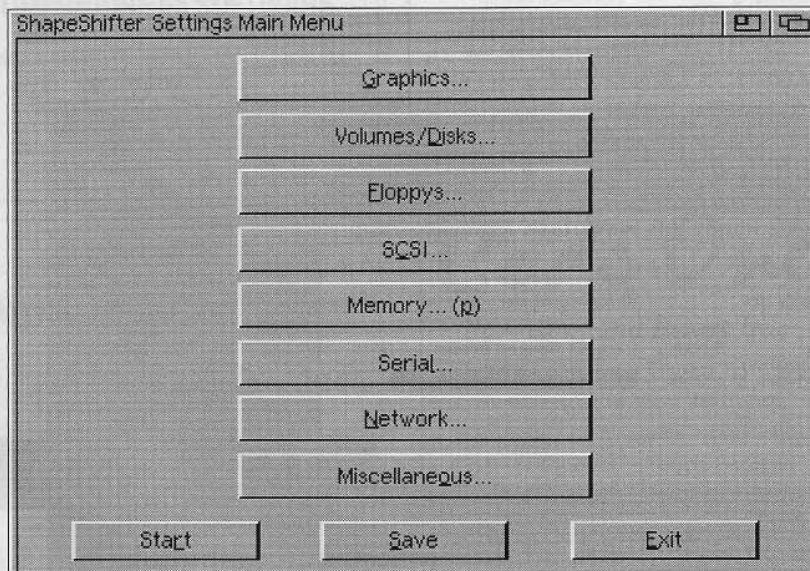 ShapeShifter Settings Main Menu
Graphics...
Volumes/Disks...
Floppys...
SCSI...
Memory... (p)
Serial...
Network...
Miscellaneous...
Start Save Exit